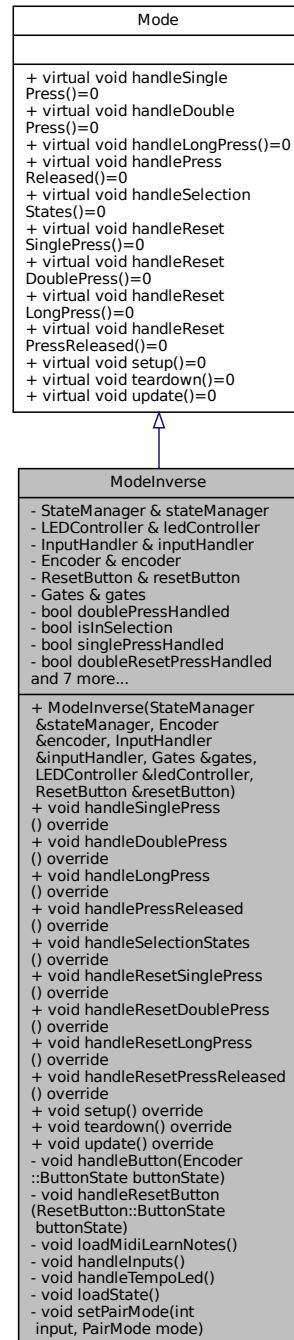 Mode
+ virtual void handleSingle
Press()=0
+ virtual void handleDouble
Press()=0
+ virtual void handleLongPress()=0
+ virtual void handlePress
Released()=0
+ virtual void handleSelection
States()=0
+ virtual void handleReset
SinglePress()=0
+ virtual void handleReset
DoublePress()=0
+ virtual void handleReset
LongPress()=0
+ virtual void handleReset
PressReleased()=0
+ virtual void setup()=0
+ virtual void teardown()=0
+ virtual void update()=0
ModeInverse
- StateManager & stateManager
- LEDController & ledController
- InputHandler & inputHandler
- Encoder & encoder
- ResetButton & resetButton
- Gates & gates
- bool doublePressHandled
- bool isInSelection
- bool singlePressHandled
- bool doubleResetPressHandled
and 7 more...
+ ModeInverse(StateManager
&stateManager, Encoder
&encoder, InputHandler
&inputHandler, Gates &gates,
LEDController &ledController,
ResetButton &resetButton)
+ void handleSinglePress
() override
+ void handleDoublePress
() override
+ void handleLongPress
() override
+ void handlePressReleased
() override
+ void handleSelectionStates
() override
+ void handleResetSinglePress
() override
+ void handleResetDoublePress
() override
+ void handleResetLongPress
() override
+ void handleResetPressReleased
() override
+ void setup() override
+ void teardown() override
+ void update() override
- void handleButton(Encoder
::ButtonState buttonState)
- void handleResetButton
(ResetButton::ButtonState
buttonState)
- void loadMidiLearnNotes()
- void handleInputs()
- void handleTempoLed()
- void loadState()
- void setPairMode(int
input, PairMode mode)